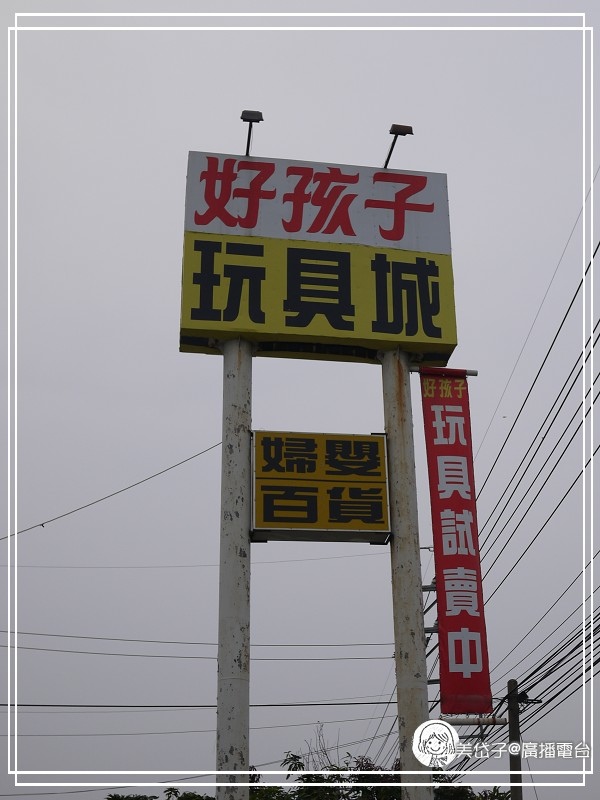 好孩子
玩具城
婦嬰
百貨
好孩子
玩具試賣中
美岱子@廣播電台